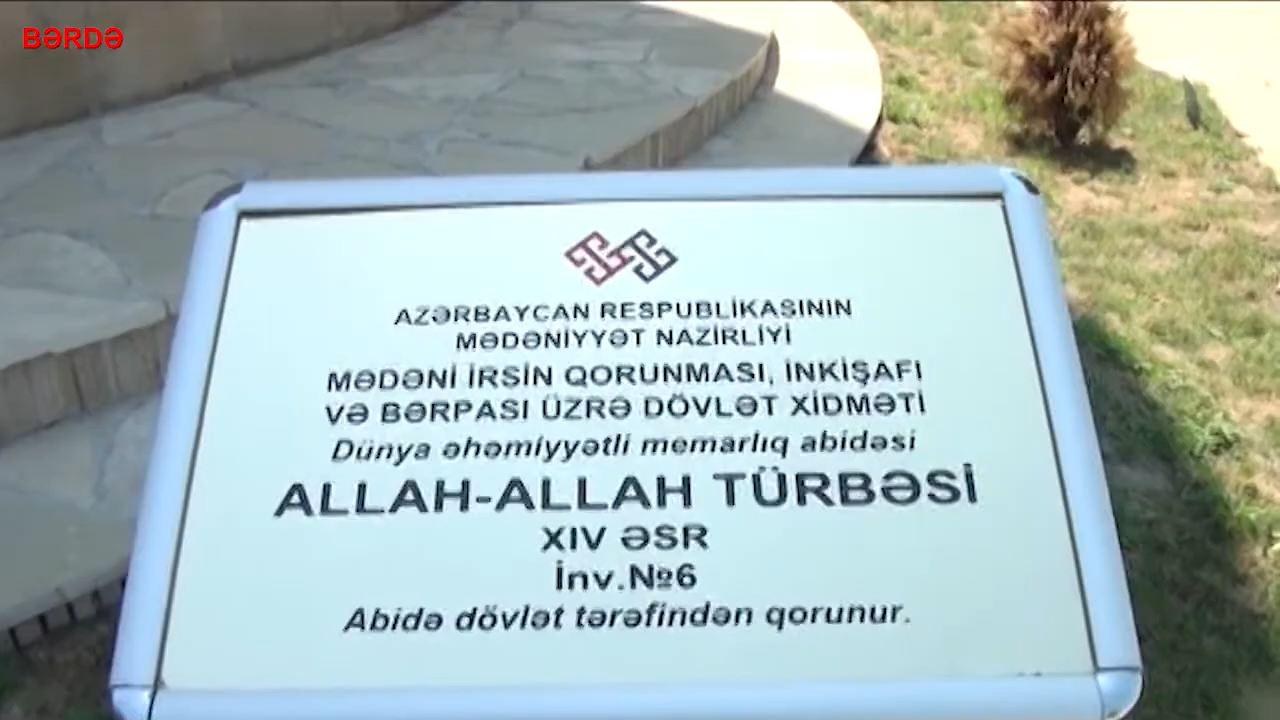 BƏRDƏ
AZƏRBAYCAN RESPUBLİKASININ
MƏDƏNİYYƏT NAZİRLİYİ
MƏDƏNİ İRSİN QORUNMASI, İNKİŞAFI
VƏ BƏRPASI ÜZRƏ DÖVLƏT XİDMƏTİ
Dünya əhəmiyyətli memarlıq abidəsi
ALLAH-ALLAH TÜRBƏSİ
XIV ƏSR
İnv.№6
Abidə dövlət tərəfindən qorunur.